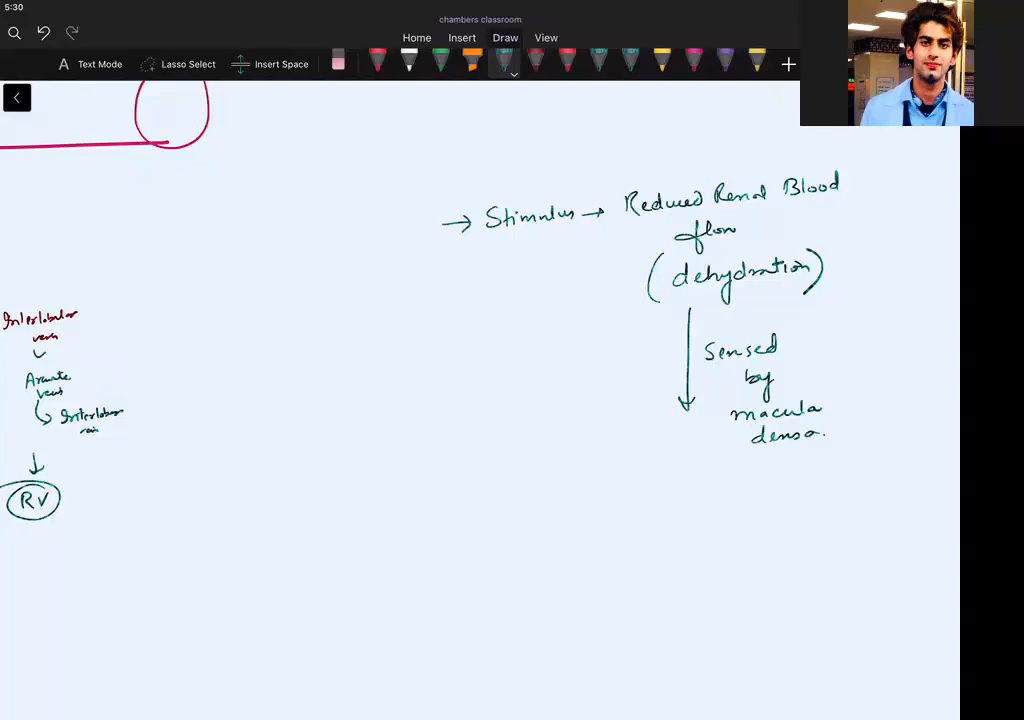 5:30
chambers classroom
Home Insert Draw View
Text Mode Lasso Select Insert Space
→ Stimulus → Reduced Renal Blood
flow
(dehydration)
Sensed
by
macula
densa.
Interlobular
vein
Arcuate
vein
Interlobar
vein
RV